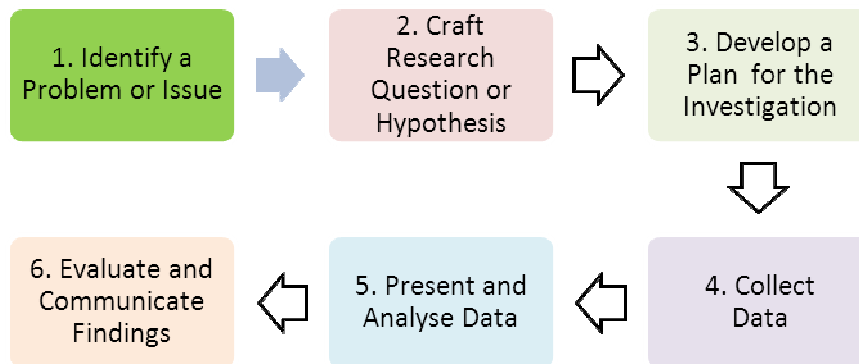 1. Identify a
Problem or Issue
2. Craft
Research
Question or
Hypothesis
3. Develop a
Plan for the
Investigation
4. Collect
Data
5. Present and
Analyse Data
6. Evaluate and
Communicate
Findings